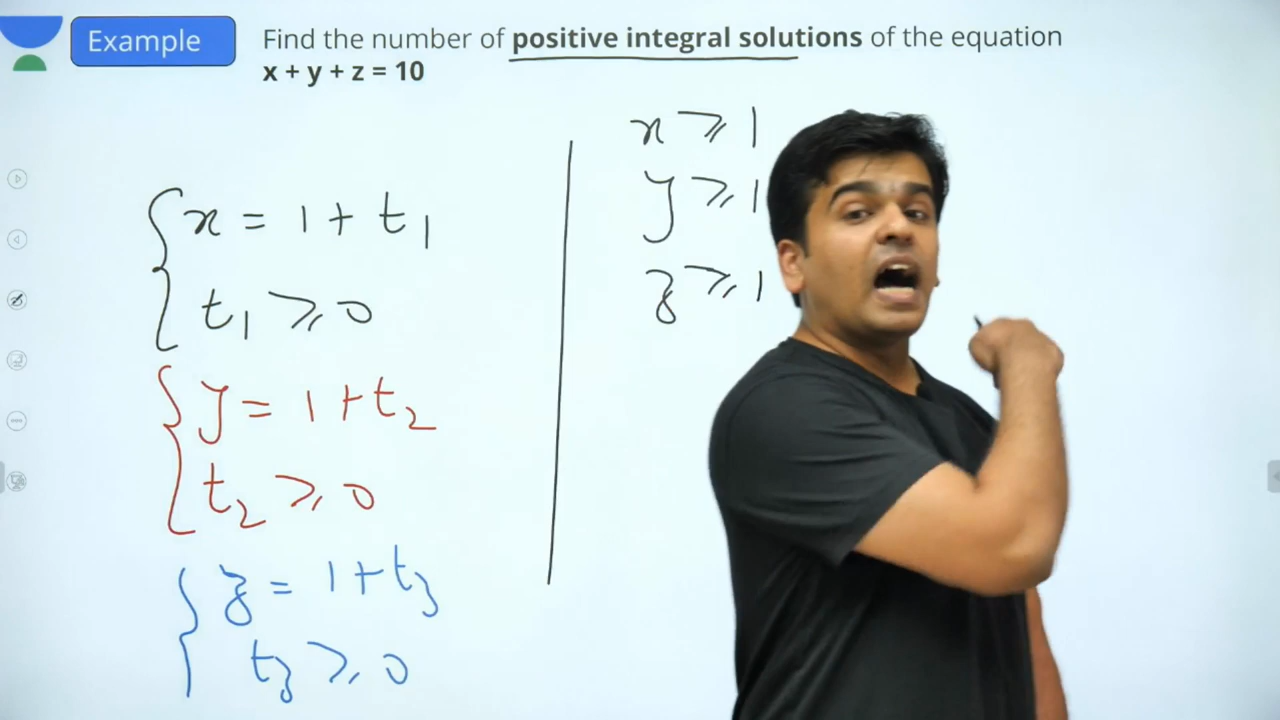 Example
Find the number of positive integral solutions of the equation
x + y + z = 10
x = 1 + t₁
t₁ ⩾ 0
y = 1 + t₂
t₂ ⩾ 0
z = 1 + t₃
t₃ ⩾ 0
x ⩾ 1
y ⩾ 1
z ⩾ 1